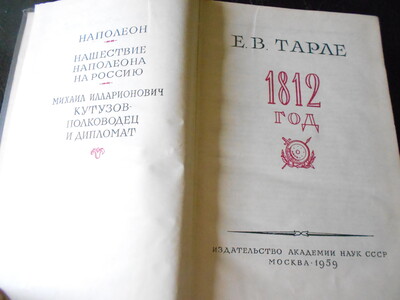 НАПОЛЕОН
НАШЕСТВИЕ
НАПОЛЕОНА
НА РОССИЮ
МИХАИЛ ИЛЛАРИОНОВИЧ
КУТУЗОВ-
ПОЛКОВОДЕЦ
И ДИПЛОМАТ
Е. В. ТАРЛЕ
1812
ГОД
ИЗДАТЕЛЬСТВО АКАДЕМИИ НАУК СССР
МОСКВА · 1959